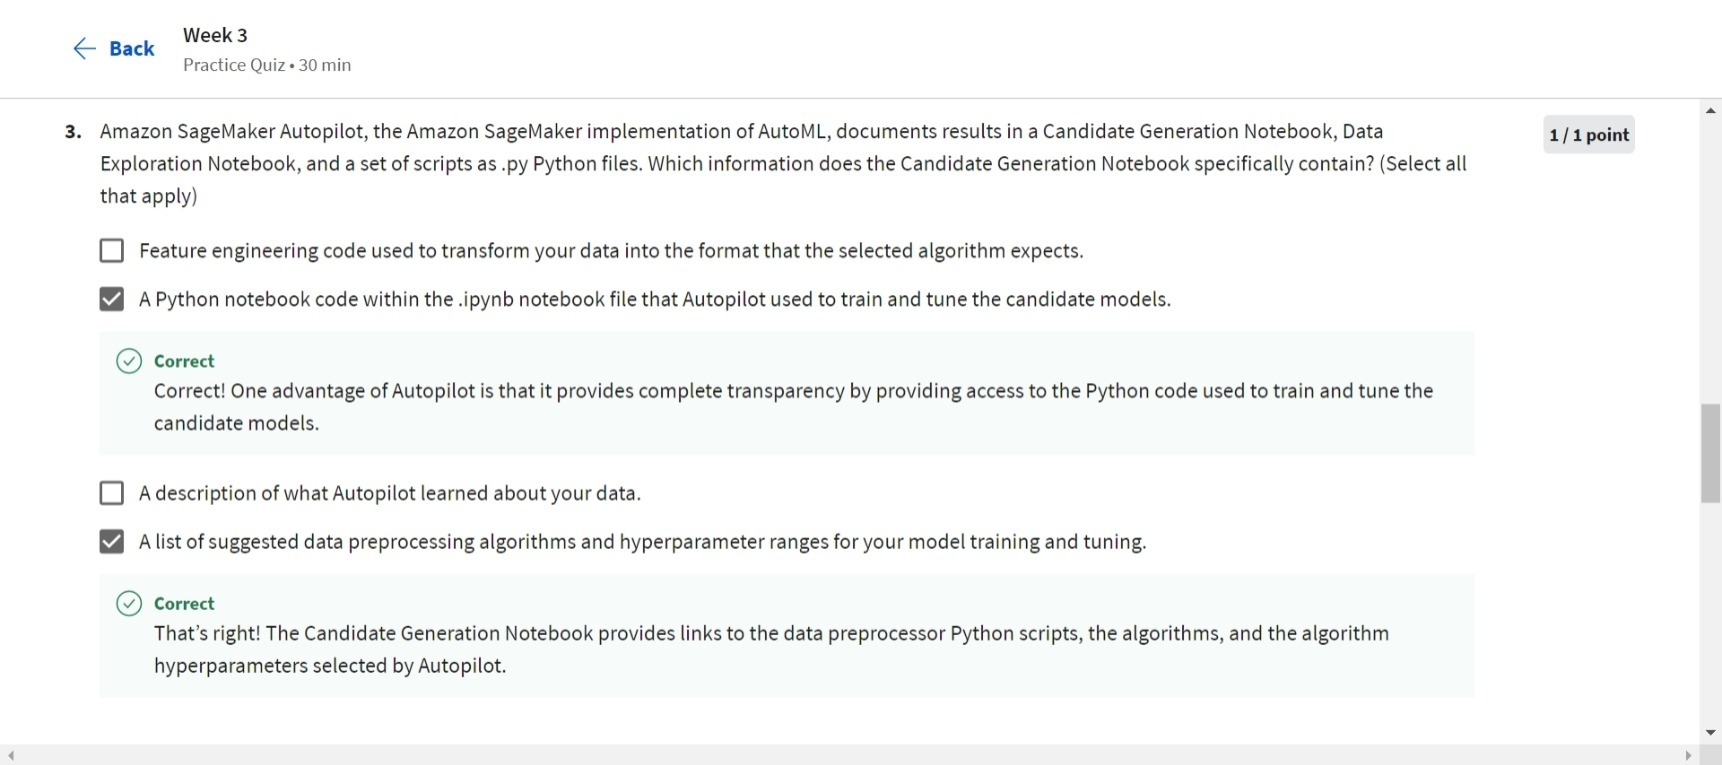 Back
Week 3
Practice Quiz • 30 min
3. Amazon SageMaker Autopilot, the Amazon SageMaker implementation of AutoML, documents results in a Candidate Generation Notebook, Data
Exploration Notebook, and a set of scripts as .py Python files. Which information does the Candidate Generation Notebook specifically contain? (Select all
that apply)
1 / 1 point
Feature engineering code used to transform your data into the format that the selected algorithm expects.
A Python notebook code within the .ipynb notebook file that Autopilot used to train and tune the candidate models.
Correct
Correct! One advantage of Autopilot is that it provides complete transparency by providing access to the Python code used to train and tune the
candidate models.
A description of what Autopilot learned about your data.
A list of suggested data preprocessing algorithms and hyperparameter ranges for your model training and tuning.
Correct
That’s right! The Candidate Generation Notebook provides links to the data preprocessor Python scripts, the algorithms, and the algorithm
hyperparameters selected by Autopilot.